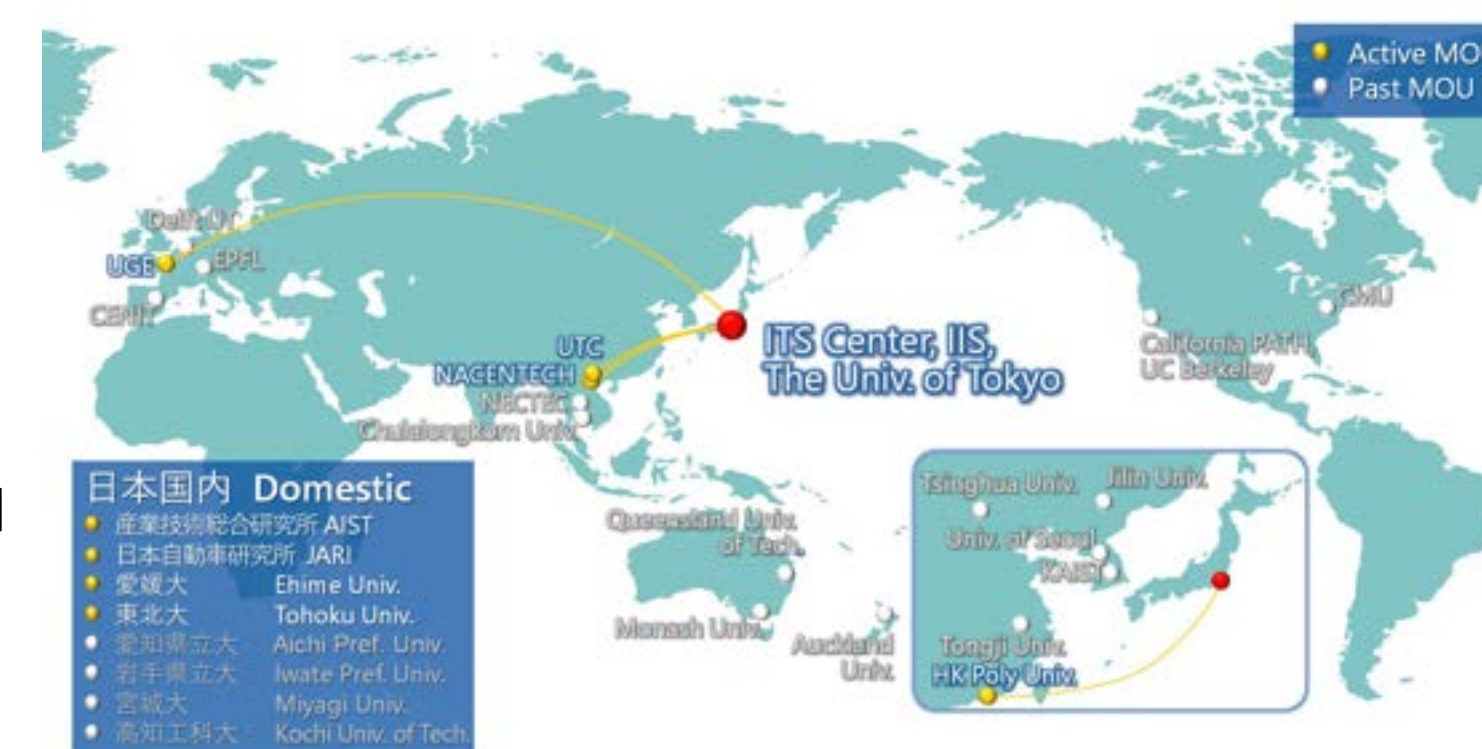 Active MO
Past MOU
Delft UT
UGE
EPFL
CENIT
UTC
NACENTECH
NECTEC
Chulalongkorn Univ.
ITS Center, IIS,
The Univ. of Tokyo
CMU
California PATH,
UC Berkeley
Queensland Univ.
of Tech.
Monash Univ.
Auckland
Univ.
Tsinghua Univ.
Jilin Univ.
Univ. of Seoul
KAIST
Tongji Univ.
HK Poly Univ.
日本国内 Domestic
産業技術総合研究所 AIST
日本自動車研究所 JARI
愛媛大 Ehime Univ.
東北大 Tohoku Univ.
愛知県立大 Aichi Pref. Univ.
岩手県立大 Iwate Pref. Univ.
宮城大 Miyagi Univ.
高知工科大 Kochi Univ. of Tech.